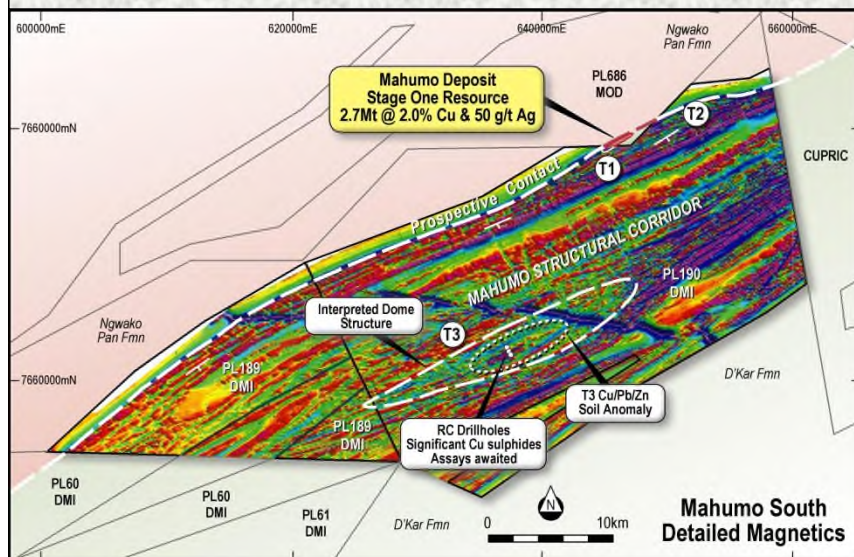 600000mE
620000mE
640000mE
660000mE
Ngwako
Pan Fmn
Mahumo Deposit
Stage One Resource
2.7Mt @ 2.0% Cu & 50 g/t Ag
PL686
MOD
7660000mN
T2
T1
CUPRIC
Prospective Contact
MAHUMO STRUCTURAL CORRIDOR
PL190
DMI
Interpreted Dome
Structure
Ngwako
Pan Fmn
T3
7660000mN
PL189
DMI
D'Kar Fmn
T3 Cu/Pb/Zn
Soil Anomaly
PL189
DMI
RC Drillholes
Significant Cu sulphides
Assays awaited
PL60
DMI
PL60
DMI
PL61
DMI
D'Kar Fmn
N
0
10km
Mahumo South
Detailed Magnetics